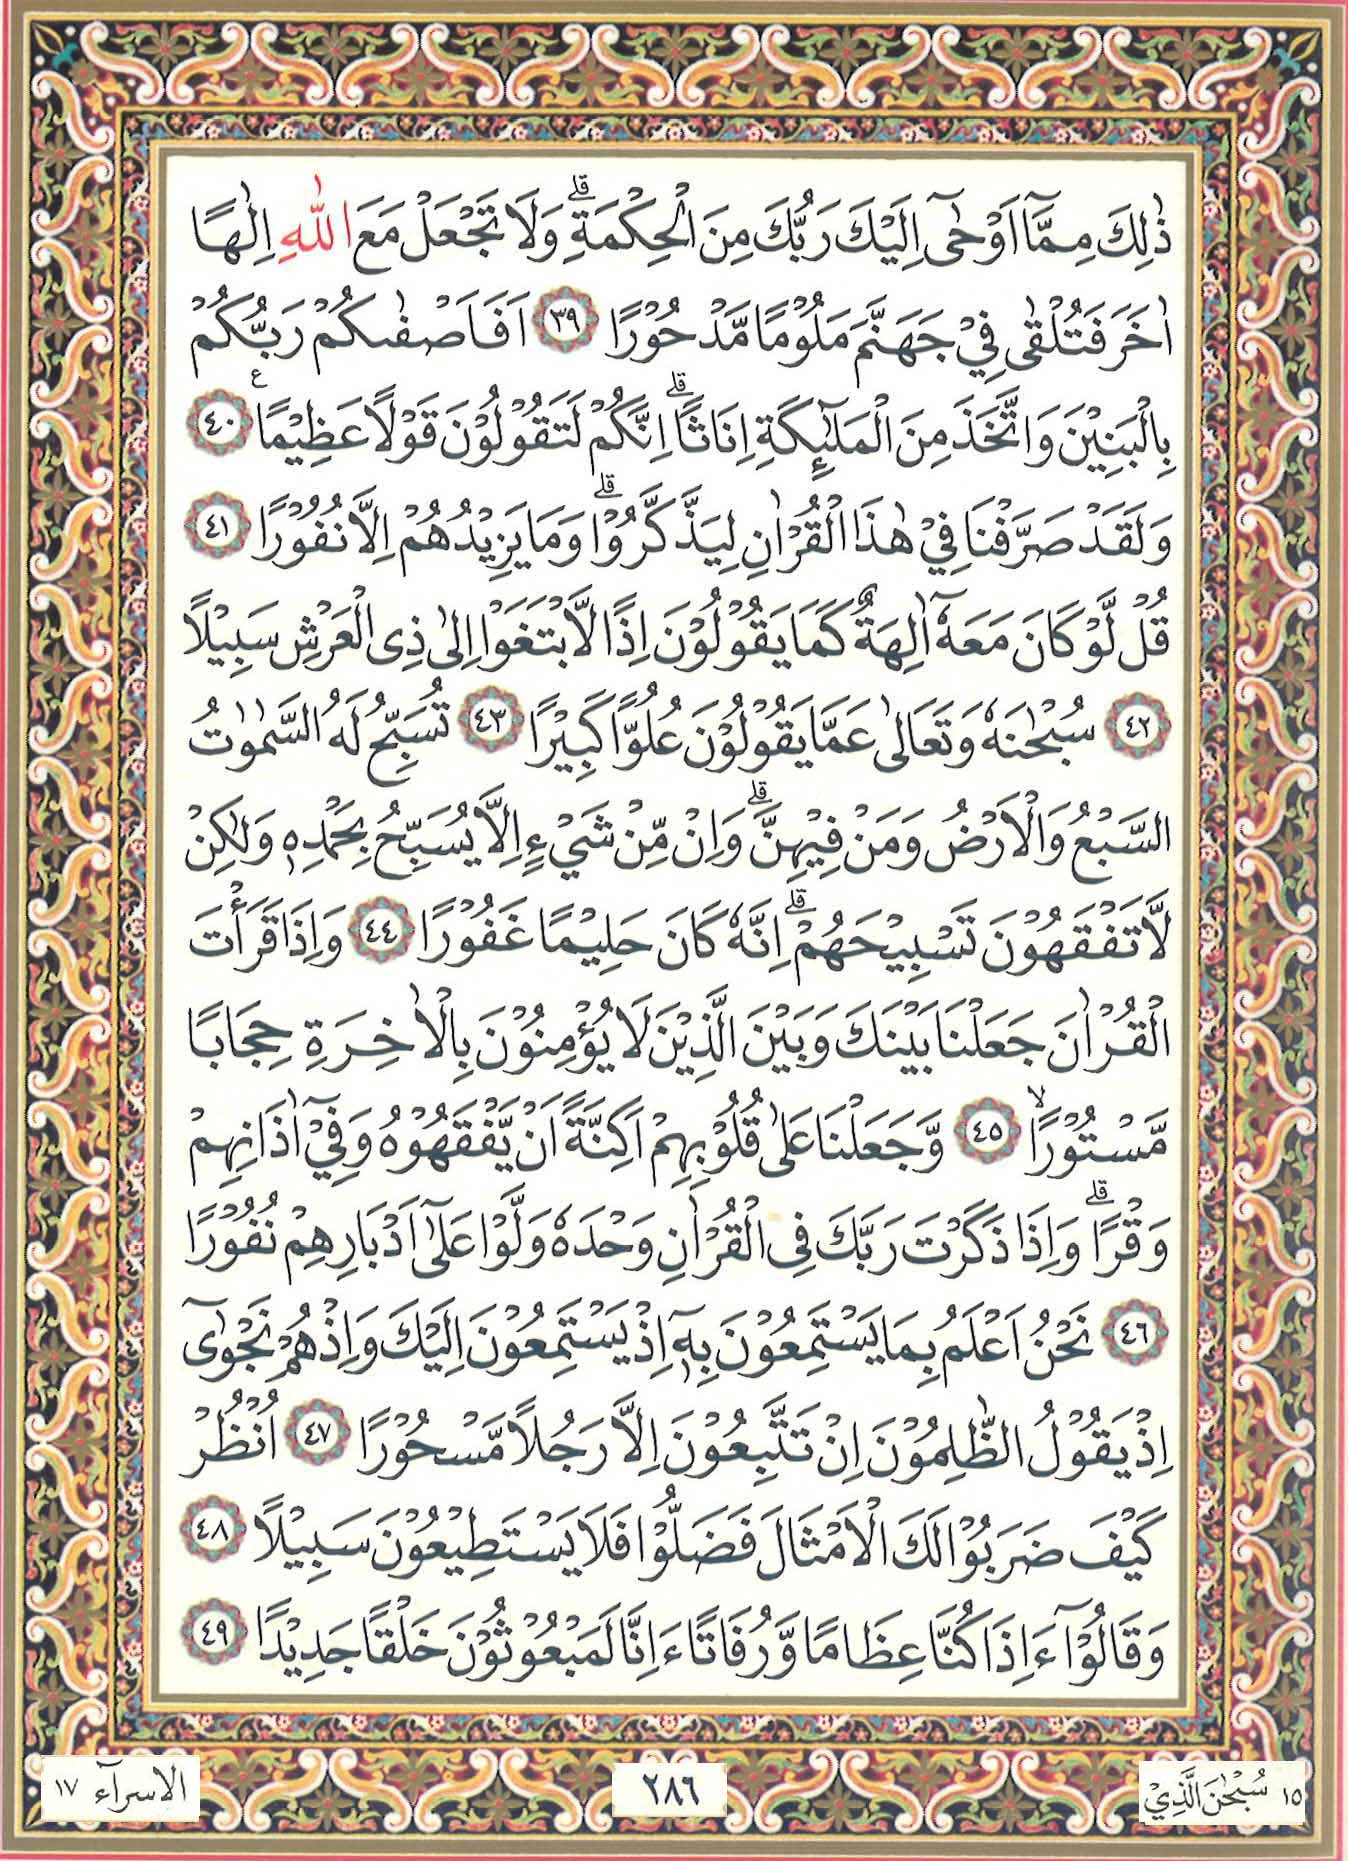 ذٰلِكَ مِمَّآ اَوْحٰٓى اِلَيْكَ رَبُّكَ مِنَ الْحِكْمَةِ ۗ وَلَا تَجْعَلْ مَعَ اللّٰهِ اِلٰهًا
اٰخَرَ فَتُلْقٰى فِيْ جَهَنَّمَ مَلُوْمًا مَّدْحُوْرًا ٣٩ اَفَاَصْفٰىكُمْ رَبُّكُمْ
بِالْبَنِيْنَ وَاتَّخَذَ مِنَ الْمَلٰۤىِٕكَةِ اِنَاثًا ۗ اِنَّكُمْ لَتَقُوْلُوْنَ قَوْلًا عَظِيْمًا ع ٤٠
وَلَقَدْ صَرَّفْنَا فِيْ هٰذَا الْقُرْاٰنِ لِيَذَّكَّرُوْا ۗ وَمَا يَزِيْدُهُمْ اِلَّا نُفُوْرًا ٤١
قُلْ لَّوْ كَانَ مَعَهٗٓ اٰلِهَةٌ كَمَا يَقُوْلُوْنَ اِذًا لَّابْتَغَوْا اِلٰى ذِى الْعَرْشِ سَبِيْلًا
٤٢ سُبْحٰنَهٗ وَتَعَالٰى عَمَّا يَقُوْلُوْنَ عُلُوًّا كَبِيْرًا ٤٣ تُسَبِّحُ لَهُ السَّمٰوٰتُ
السَّبْعُ وَالْاَرْضُ وَمَنْ فِيْهِنَّ ۗ وَاِنْ مِّنْ شَيْءٍ اِلَّا يُسَبِّحُ بِحَمْدِهٖ وَلٰكِنْ
لَّا تَفْقَهُوْنَ تَسْبِيْحَهُمْ ۗ اِنَّهٗ كَانَ حَلِيْمًا غَفُوْرًا ٤٤ وَاِذَا قَرَأْتَ
الْقُرْاٰنَ جَعَلْنَا بَيْنَكَ وَبَيْنَ الَّذِيْنَ لَا يُؤْمِنُوْنَ بِالْاٰخِرَةِ حِجَابًا
مَّسْتُوْرًا ۙ ٤٥ وَّجَعَلْنَا عَلٰى قُلُوْبِهِمْ اَكِنَّةً اَنْ يَّفْقَهُوْهُ وَفِيْٓ اٰذَانِهِمْ
وَقْرًا ۗ وَاِذَا ذَكَرْتَ رَبَّكَ فِى الْقُرْاٰنِ وَحْدَهٗ وَلَّوْا عَلٰٓى اَدْبَارِهِمْ نُفُوْرًا
٤٦ نَحْنُ اَعْلَمُ بِمَا يَسْتَمِعُوْنَ بِهٖٓ اِذْ يَسْتَمِعُوْنَ اِلَيْكَ وَاِذْ هُمْ نَجْوٰٓى
اِذْ يَقُوْلُ الظّٰلِمُوْنَ اِنْ تَتَّبِعُوْنَ اِلَّا رَجُلًا مَّسْحُوْرًا ٤٧ اُنْظُرْ
كَيْفَ ضَرَبُوْا لَكَ الْاَمْثَالَ فَضَلُّوْا فَلَا يَسْتَطِيْعُوْنَ سَبِيْلًا ٤٨
وَقَالُوْٓا ءَاِذَا كُنَّا عِظَامًا وَّرُفَاتًا ءَاِنَّا لَمَبْعُوْثُوْنَ خَلْقًا جَدِيْدًا ٤٩
١٥ سُبْحٰنَ الَّذِيْ
٢٨٦
الاسرآء ١٧